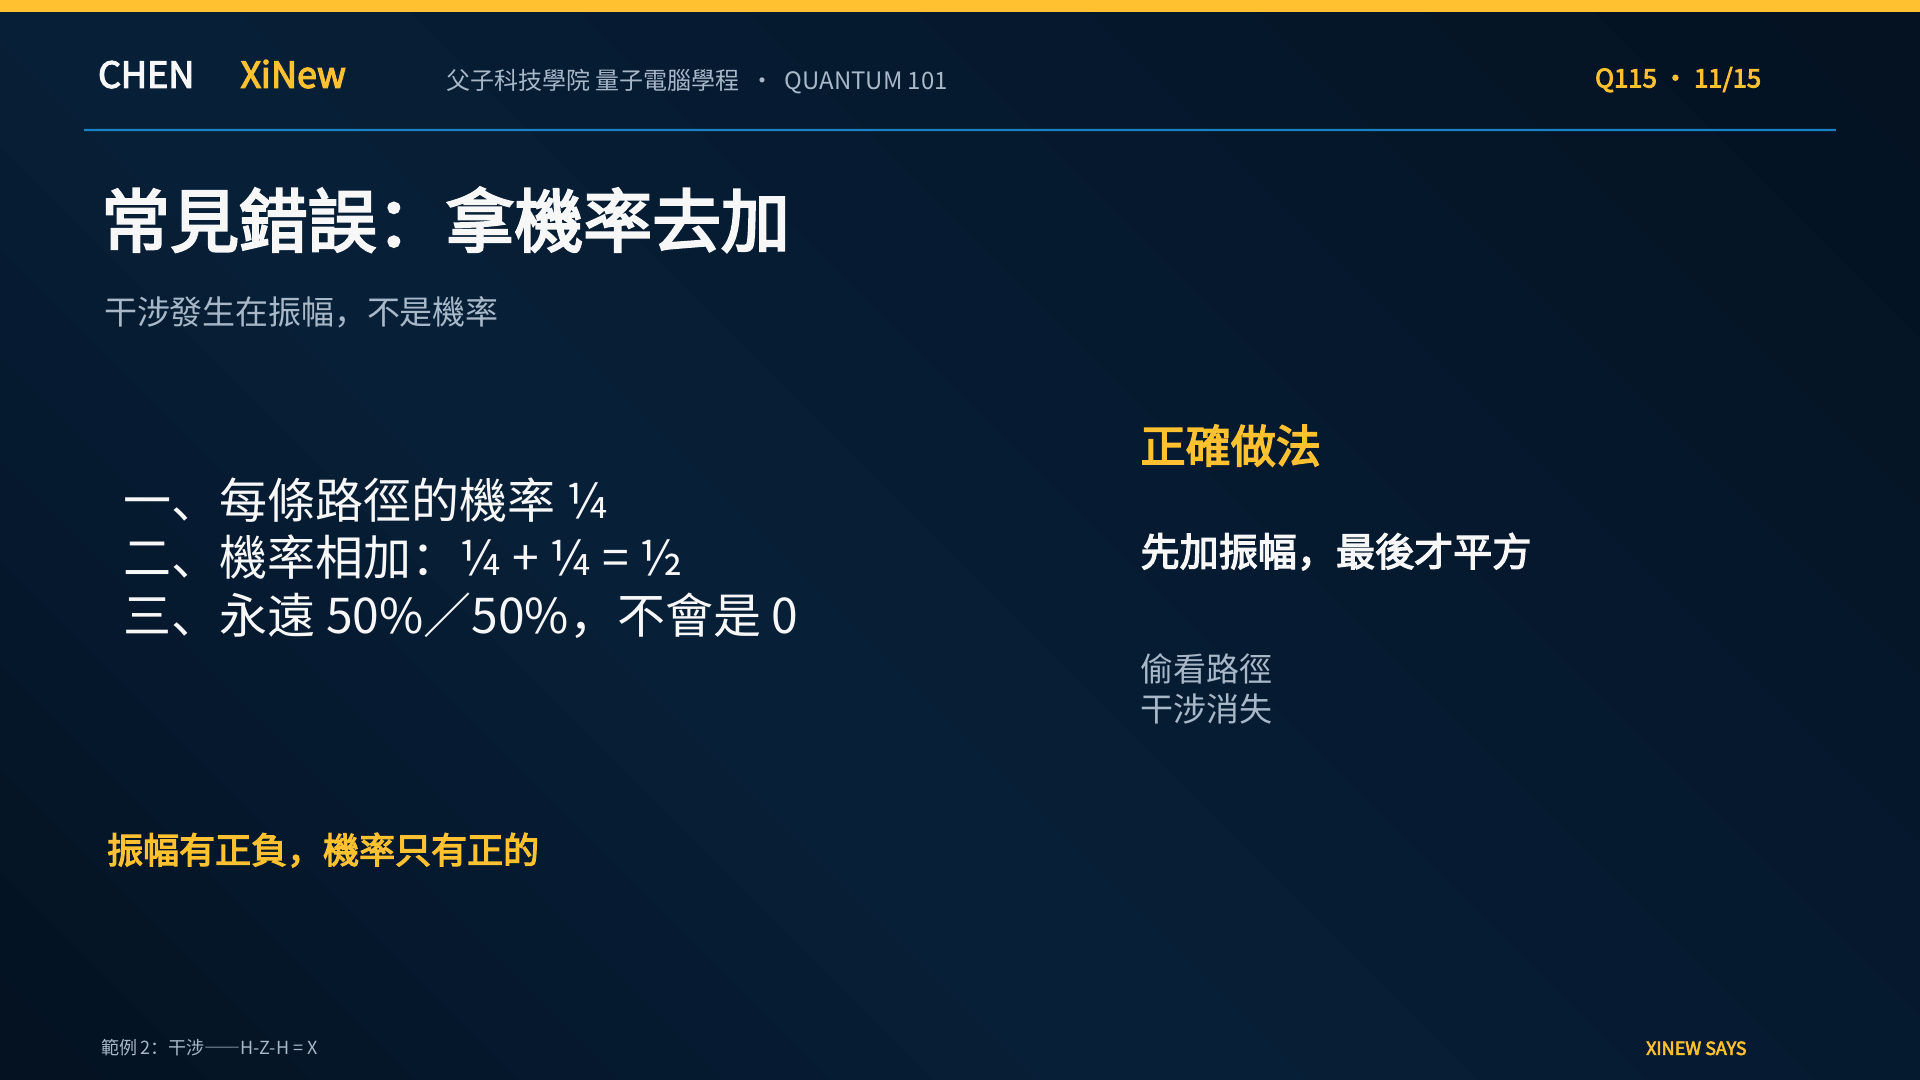 CHEN XiNew 父子科技學院 量子電腦學程 · QUANTUM 101 Q115 · 11/15
常見錯誤：拿機率去加
干涉發生在振幅，不是機率
一、每條路徑的機率 ¼
二、機率相加：¼ + ¼ = ½
三、永遠 50%／50%，不會是 0
正確做法
先加振幅，最後才平方
偷看路徑
干涉消失
振幅有正負，機率只有正的
範例 2：干涉——H-Z-H = X
XINEW SAYS